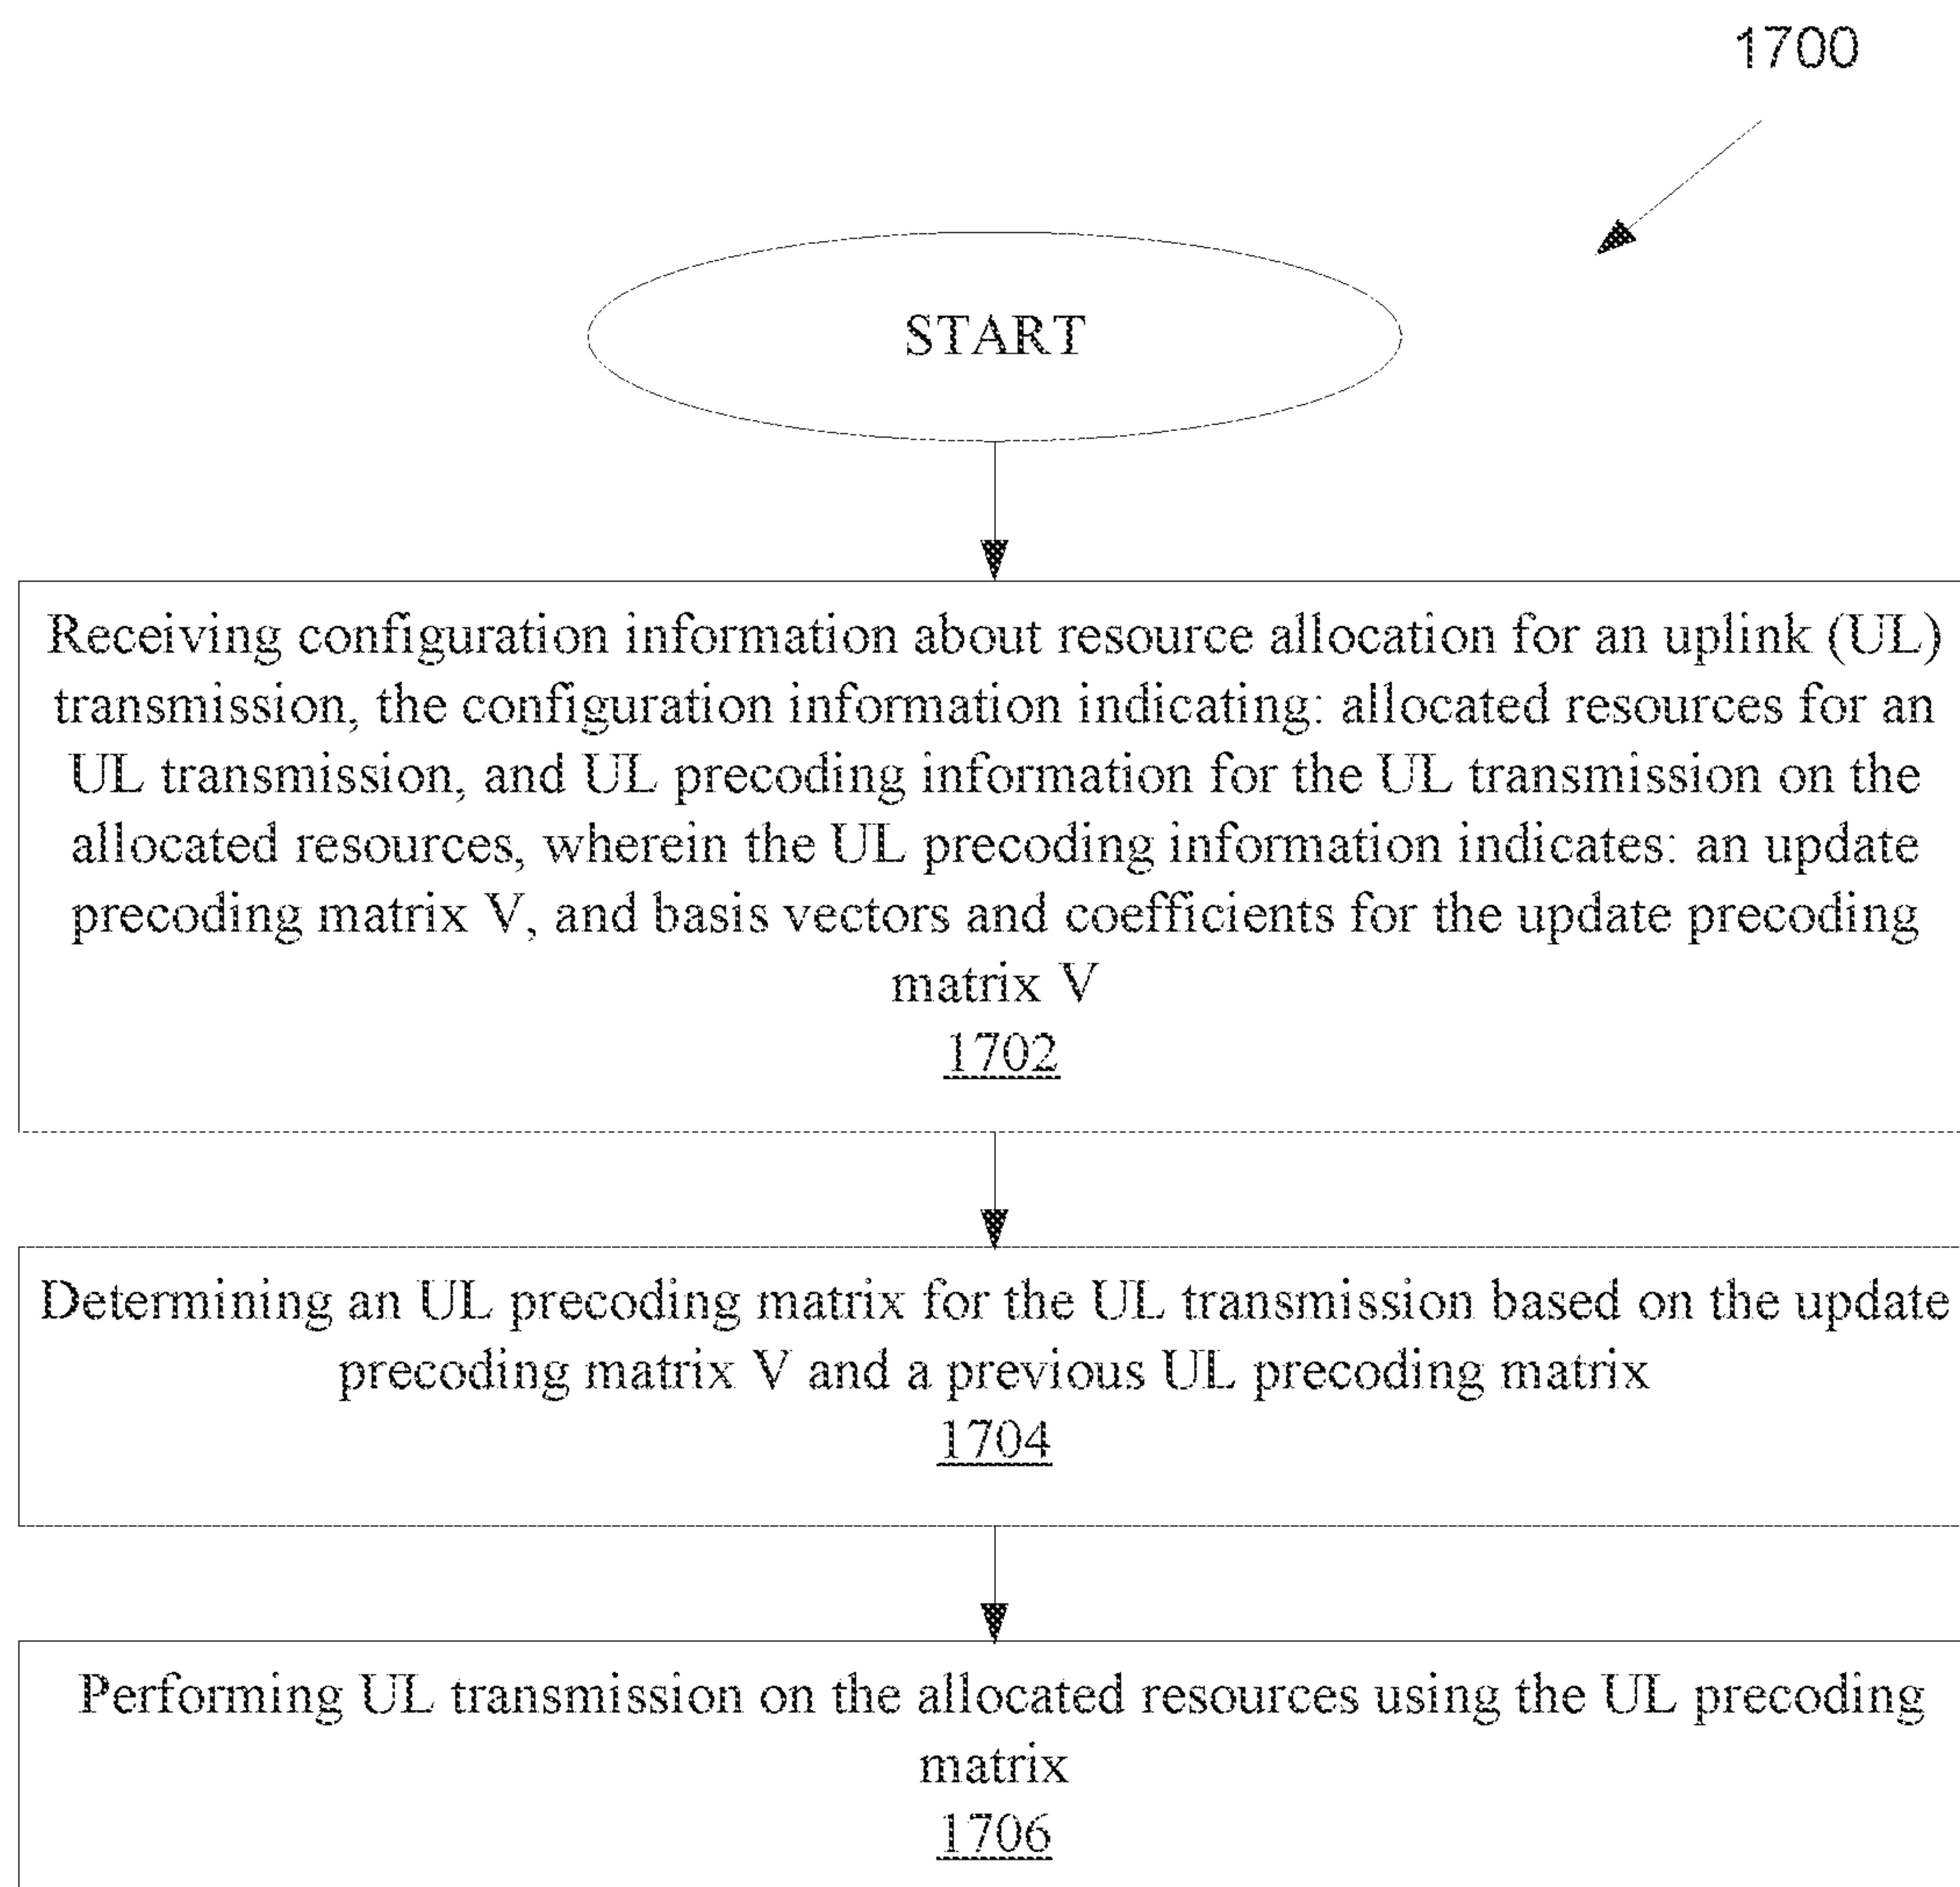 1700
START
Receiving configuration information about resource allocation for an uplink (UL)
transmission, the configuration information indicating: allocated resources for an
UL transmission, and UL precoding information for the UL transmission on the
allocated resources, wherein the UL precoding information indicates: an update
precoding matrix V, and basis vectors and coefficients for the update precoding
matrix V
1702
Determining an UL precoding matrix for the UL transmission based on the update
precoding matrix V and a previous UL precoding matrix
1704
Performing UL transmission on the allocated resources using the UL precoding
matrix
1706